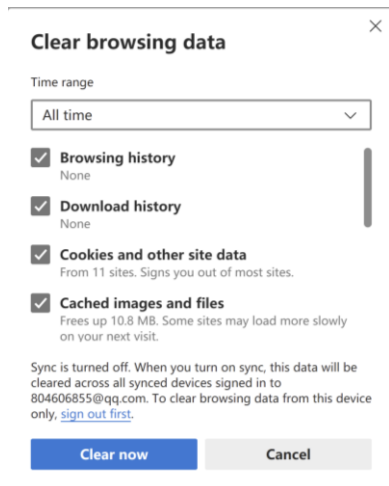 Clear browsing data
Time range
All time
Browsing history
None
Download history
None
Cookies and other site data
From 11 sites. Signs you out of most sites.
Cached images and files
Frees up 10.8 MB. Some sites may load more slowly
on your next visit.
Sync is turned off. When you turn on sync, this data will be
cleared across all synced devices signed in to
804606855@qq.com. To clear browsing data from this device
only, sign out first.
Clear now
Cancel